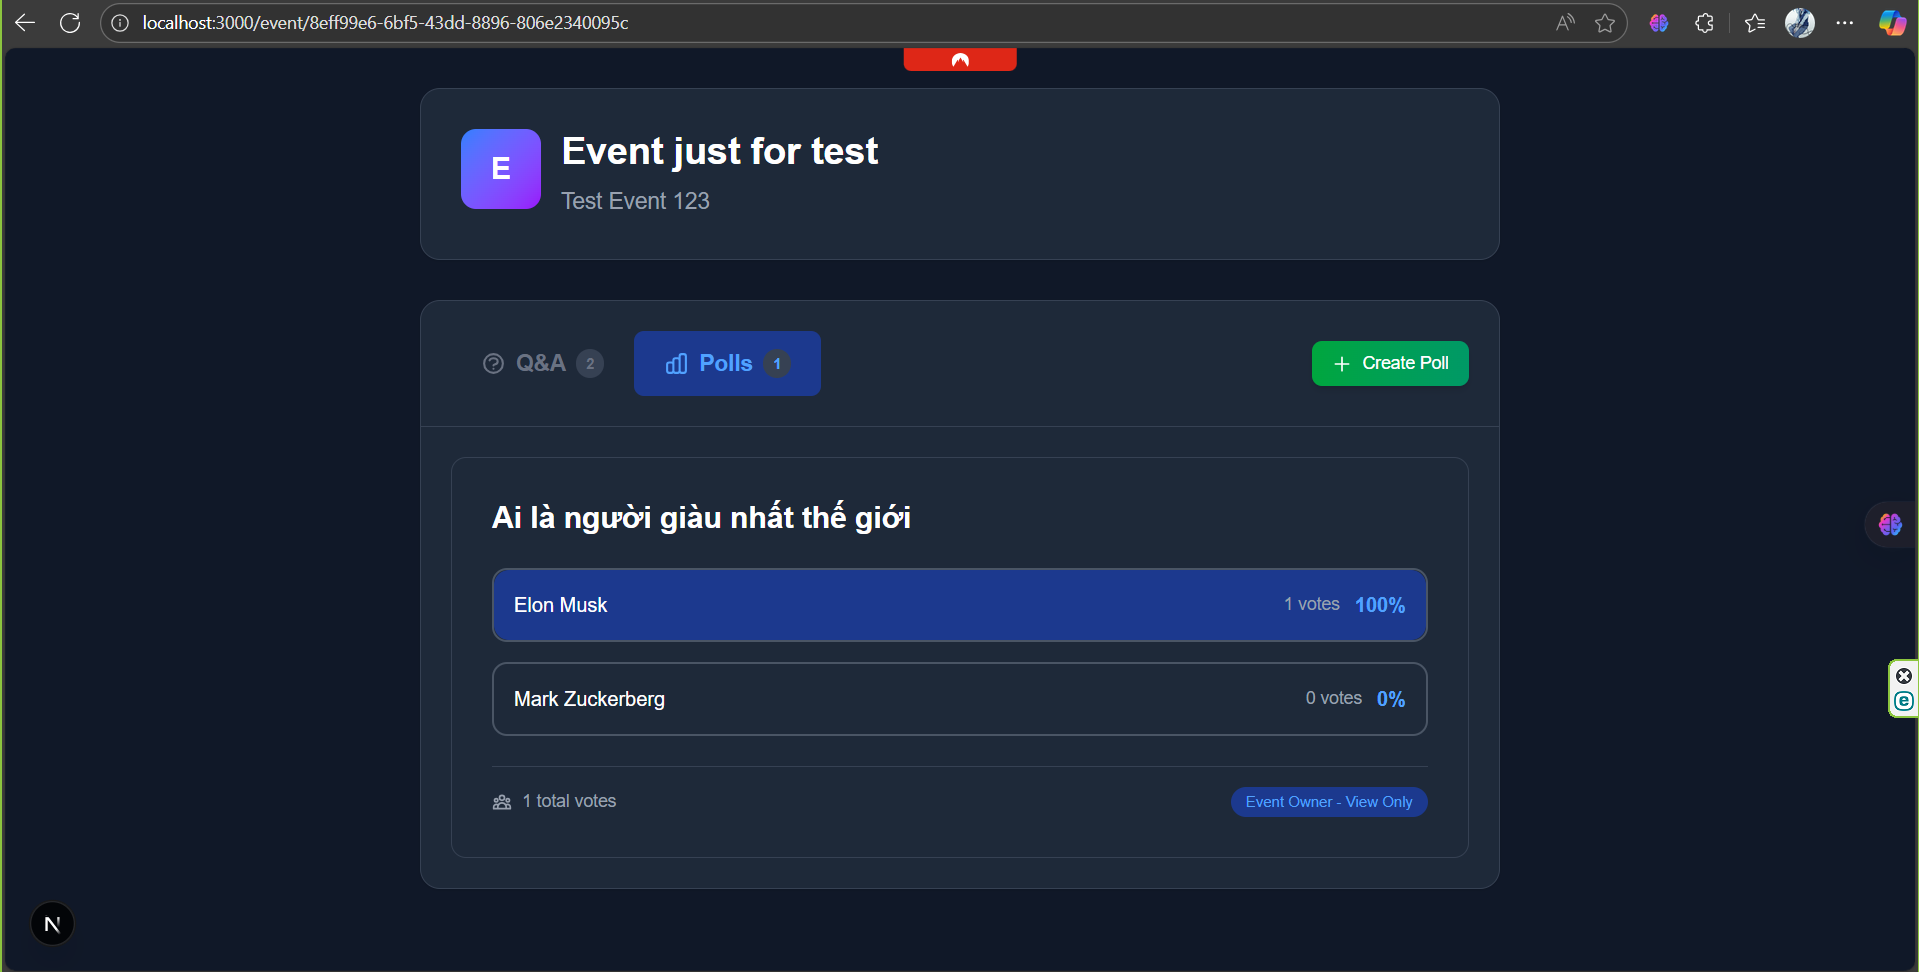 localhost:3000/event/8eff99e6-6bf5-43dd-8896-806e2340095c
E
Event just for test
Test Event 123
Q&A 2
Polls 1
+ Create Poll
Ai là người giàu nhất thế giới
Elon Musk 1 votes 100%
Mark Zuckerberg 0 votes 0%
1 total votes
Event Owner - View Only
N